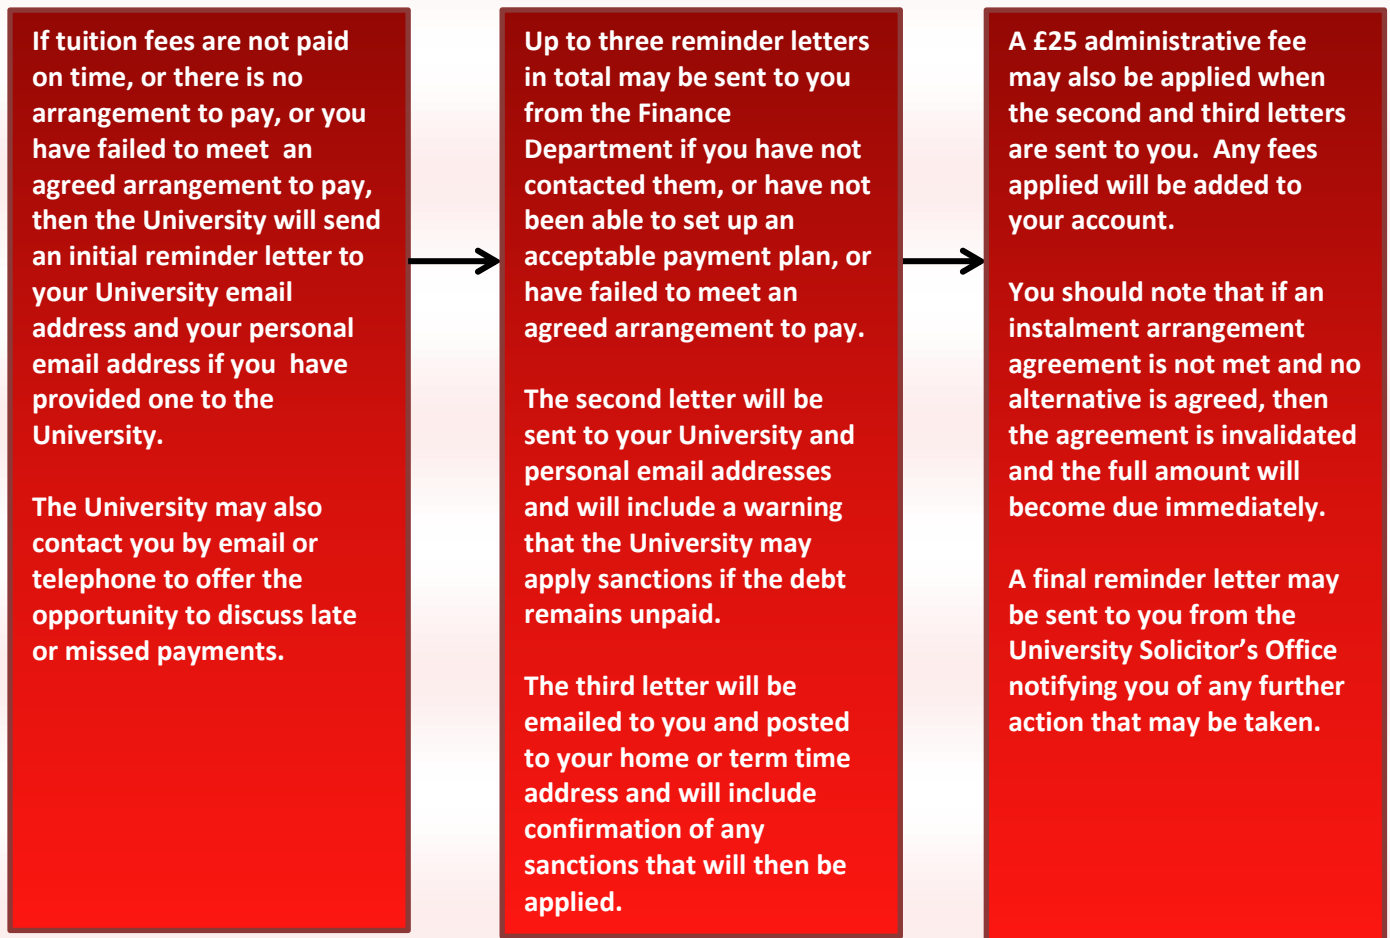 If tuition fees are not paid
on time, or there is no
arrangement to pay, or you
have failed to meet  an
agreed arrangement to pay,
then the University will send
an initial reminder letter to
your University email
address and your personal
email address if you  have
provided one to the
University.
The University may also
contact you by email or
telephone to offer the
opportunity to discuss late
or missed payments.
Up to three reminder letters
in total may be sent to you
from the Finance
Department if you have not
contacted them, or have not
been able to set up an
acceptable payment plan, or
have failed to meet an
agreed arrangement to pay.
The second letter will be
sent to your University and
personal email addresses
and will include a warning
that the University may
apply sanctions if the debt
remains unpaid.
The third letter will be
emailed to you and posted
to your home or term time
address and will include
confirmation of any
sanctions that will then be
applied.
A £25 administrative fee
may also be applied when
the second and third letters
are sent to you.  Any fees
applied will be added to
your account.
You should note that if an
instalment arrangement
agreement is not met and no
alternative is agreed, then
the agreement is invalidated
and the full amount will
become due immediately.
A final reminder letter may
be sent to you from the
University Solicitor’s Office
notifying you of any further
action that may be taken.